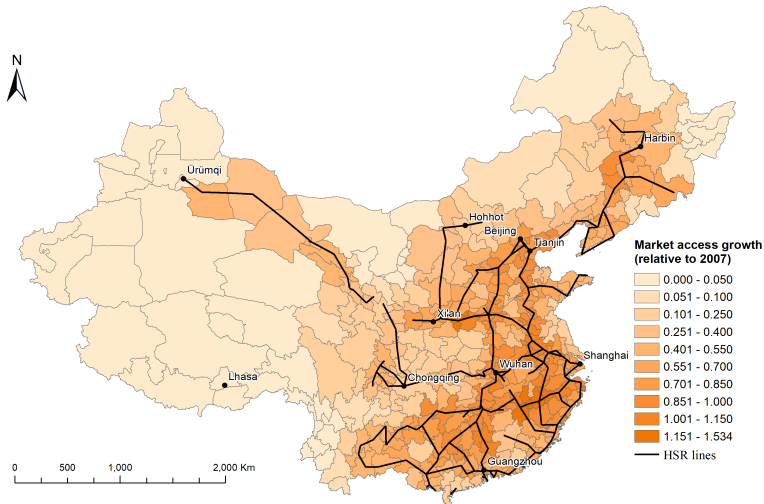 N
Harbin
Ürümqi
Hohhot
Beijing
Tianjin
Market access growth
(relative to 2007)
0.000 - 0.050
0.051 - 0.100
0.101 - 0.250
0.251 - 0.400
0.401 - 0.550
0.551 - 0.700
0.701 - 0.850
0.851 - 1.000
1.001 - 1.150
1.151 - 1.534
HSR lines
Xi'an
Shanghai
Wuhan
Lhasa
Chongqing
Guangzhou
0 500 1,000 2,000 Km